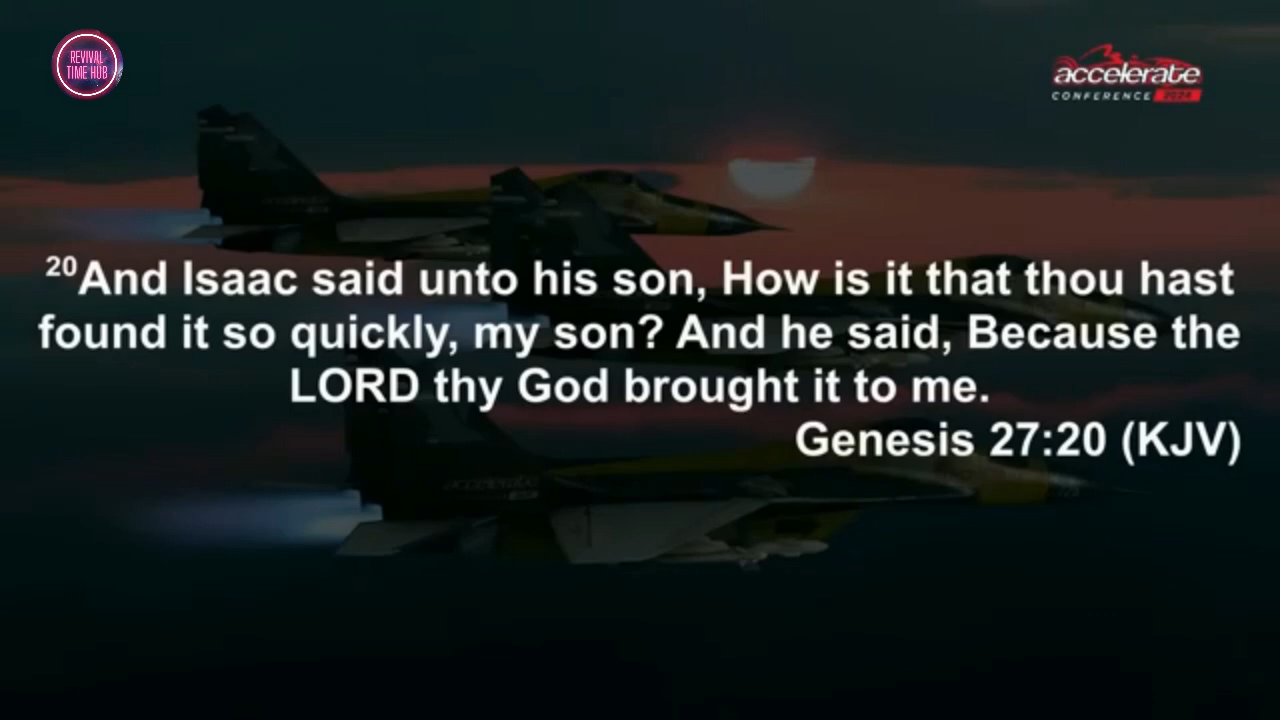 REVIVAL
TIME HUB
accelerate
CONFERENCE 2024
20And Isaac said unto his son, How is it that thou hast
found it so quickly, my son? And he said, Because the
LORD thy God brought it to me.
Genesis 27:20 (KJV)
accelerate